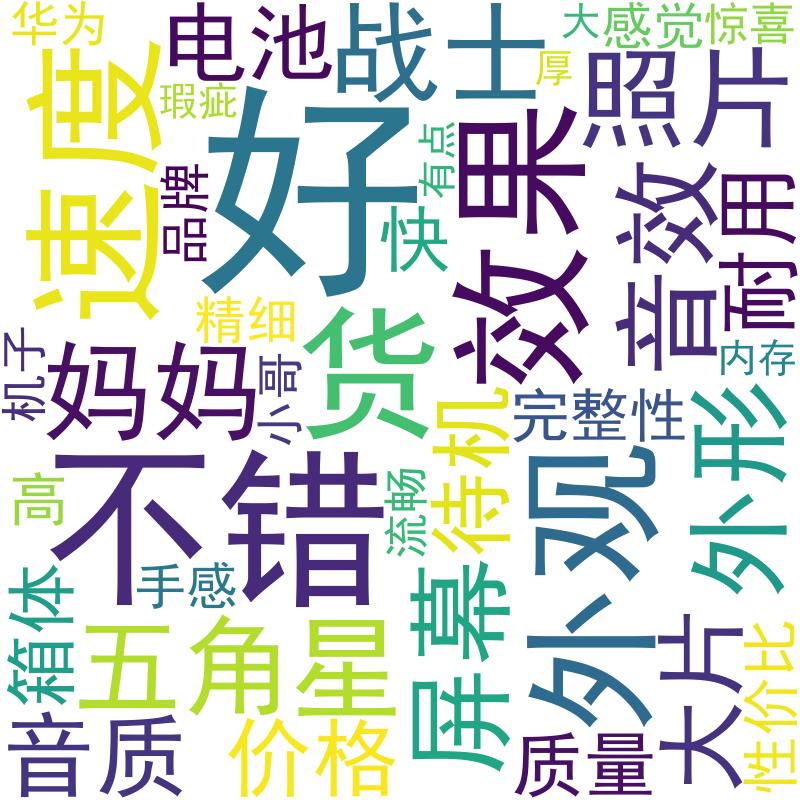 华为
电池
战士
大
感觉
惊喜
厚
瑕疵
速度
好
照片
有点
效果
品牌
音效
耐用
快
精细
货
机子
妈妈
小哥
内存
完整性
待机
外形
不错
外观
高
流畅
手感
屏幕
箱体
五角星
大片
性价比
音质
价格
质量